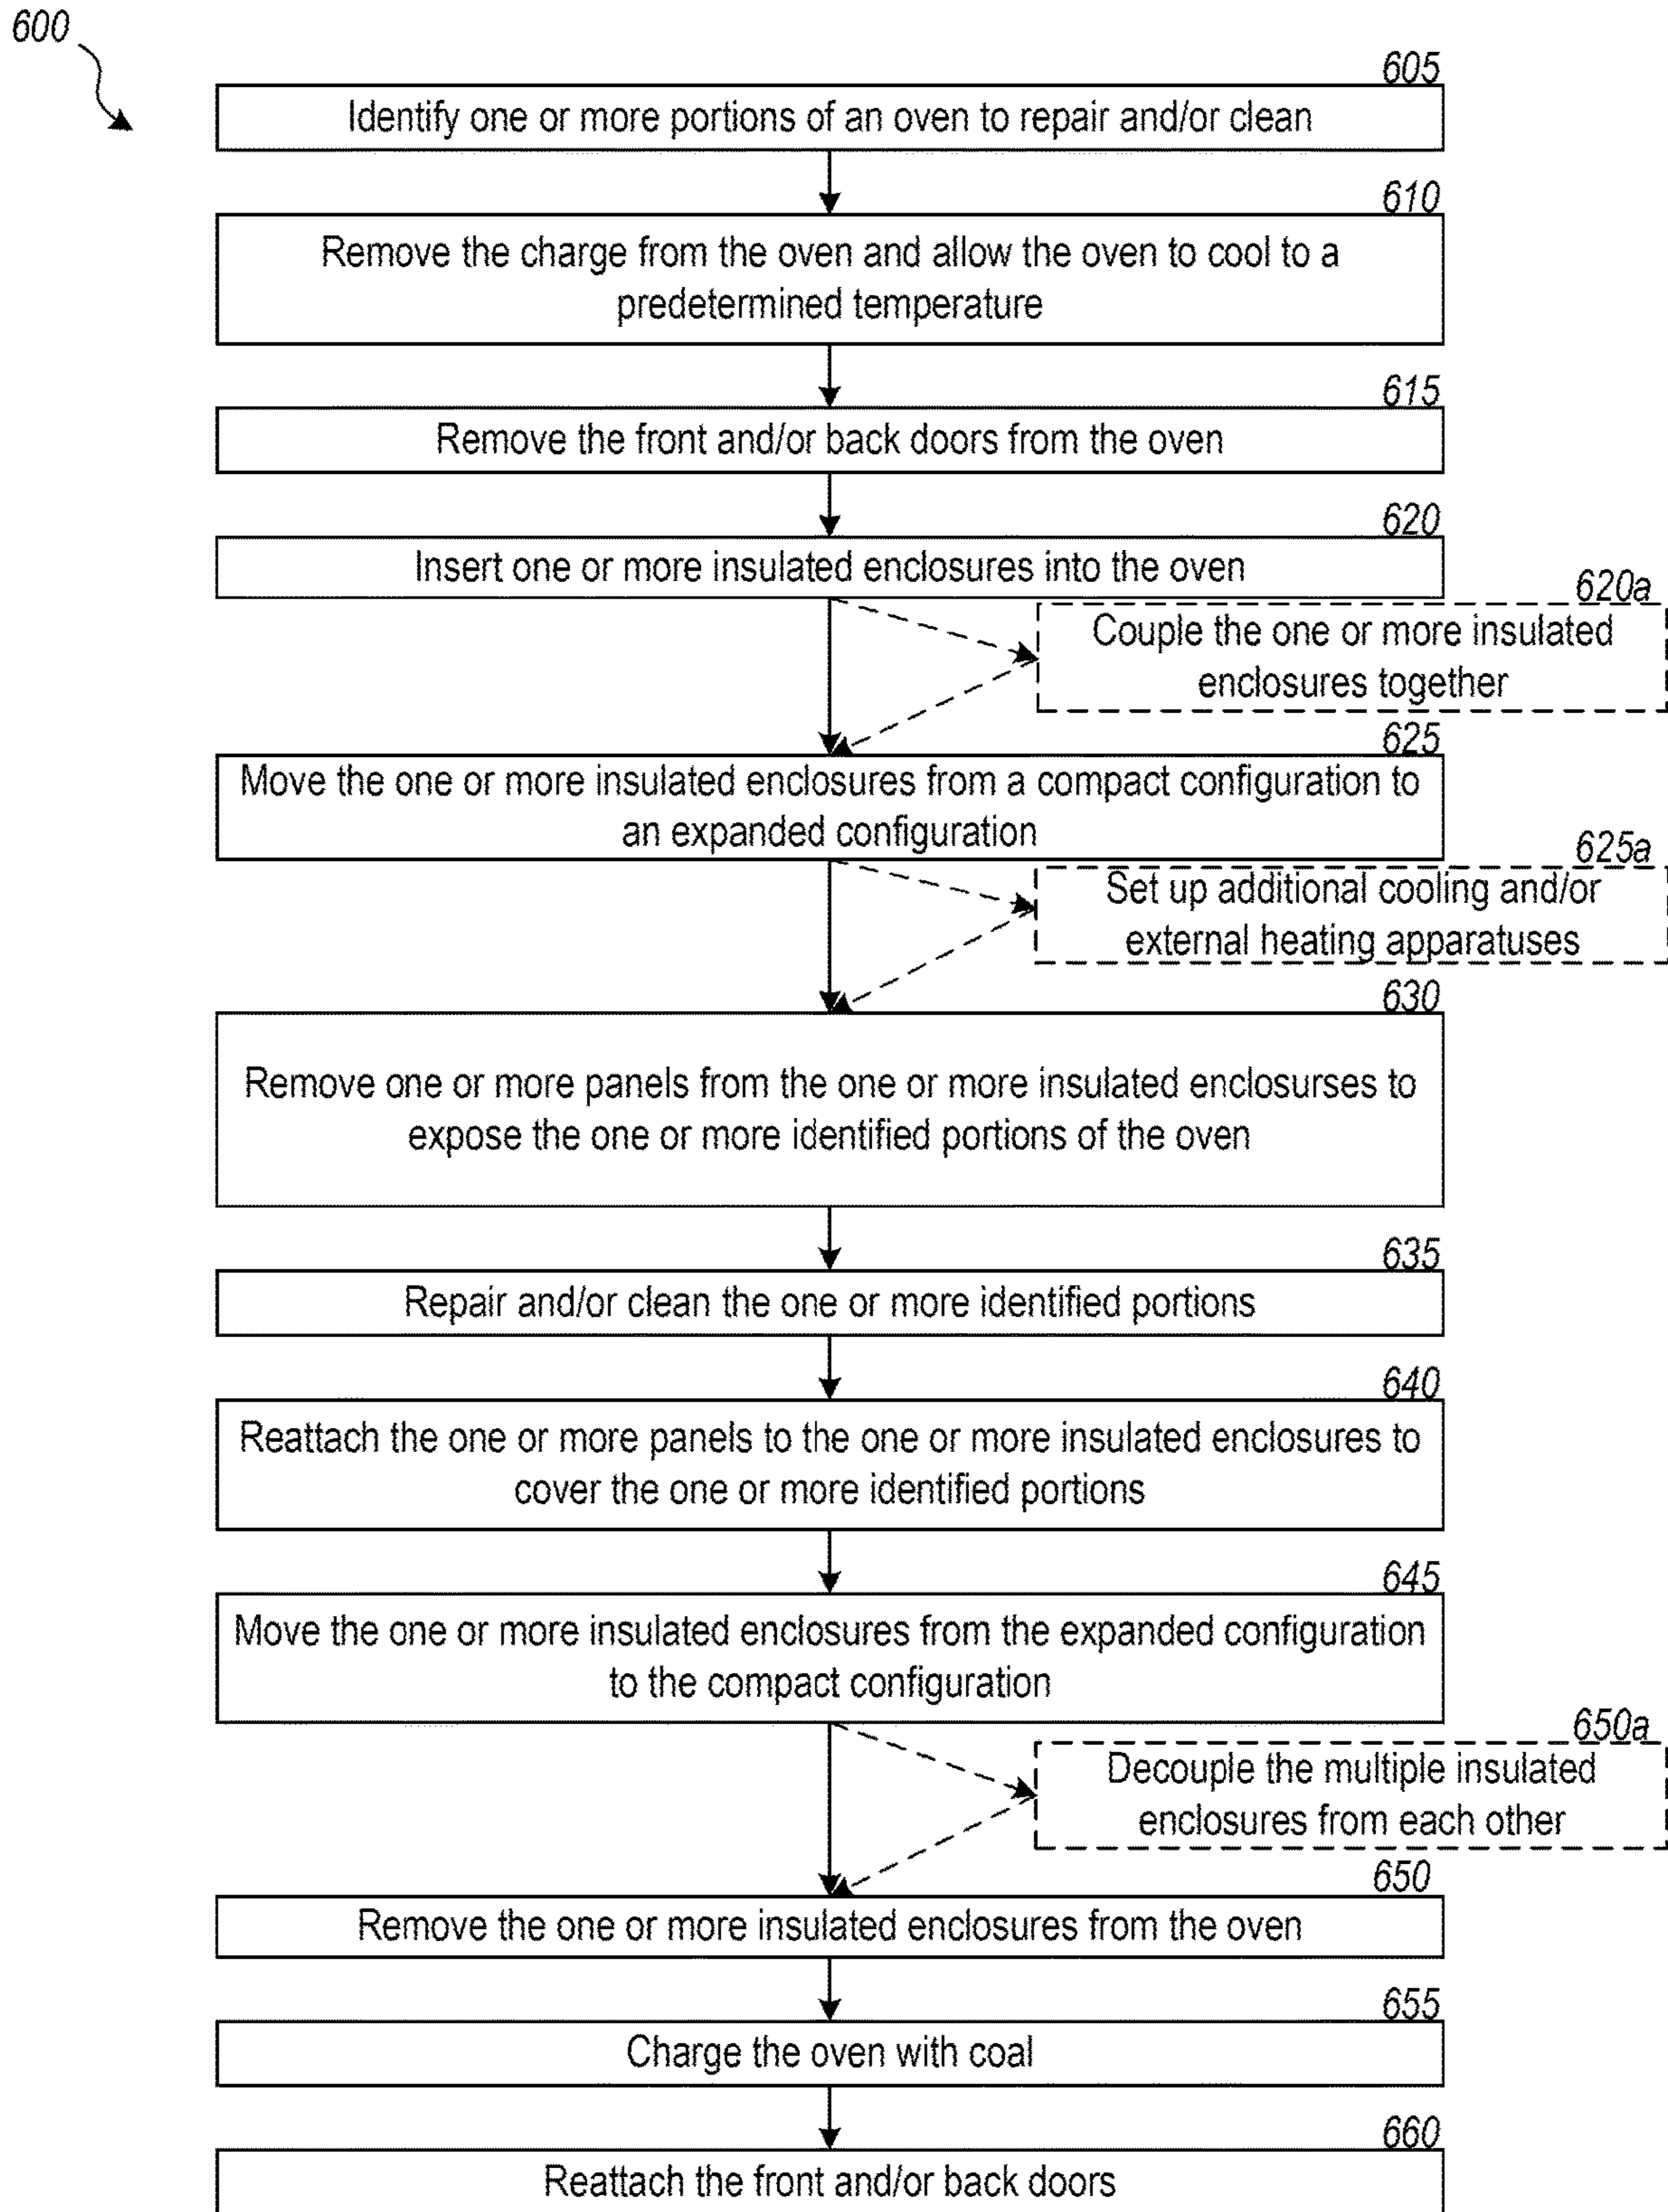 600
605
Identify one or more portions of an oven to repair and/or clean
610
Remove the charge from the oven and allow the oven to cool to a
predetermined temperature
615
Remove the front and/or back doors from the oven
620
Insert one or more insulated enclosures into the oven
620a
Couple the one or more insulated
enclosures together
625
Move the one or more insulated enclosures from a compact configuration to
an expanded configuration
625a
Set up additional cooling and/or
external heating apparatuses
630
Remove one or more panels from the one or more insulated enclosurses to
expose the one or more identified portions of the oven
635
Repair and/or clean the one or more identified portions
640
Reattach the one or more panels to the one or more insulated enclosures to
cover the one or more identified portions
645
Move the one or more insulated enclosures from the expanded configuration
to the compact configuration
650a
Decouple the multiple insulated
enclosures from each other
650
Remove the one or more insulated enclosures from the oven
655
Charge the oven with coal
660
Reattach the front and/or back doors